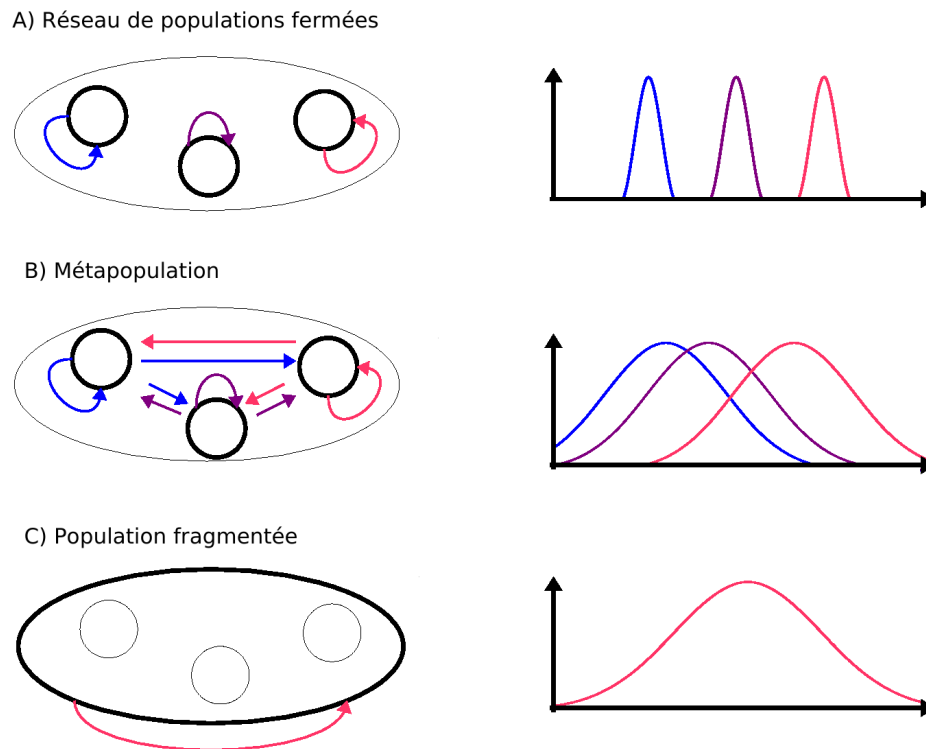 A) Réseau de populations fermées
B) Métapopulation
C) Population fragmentée